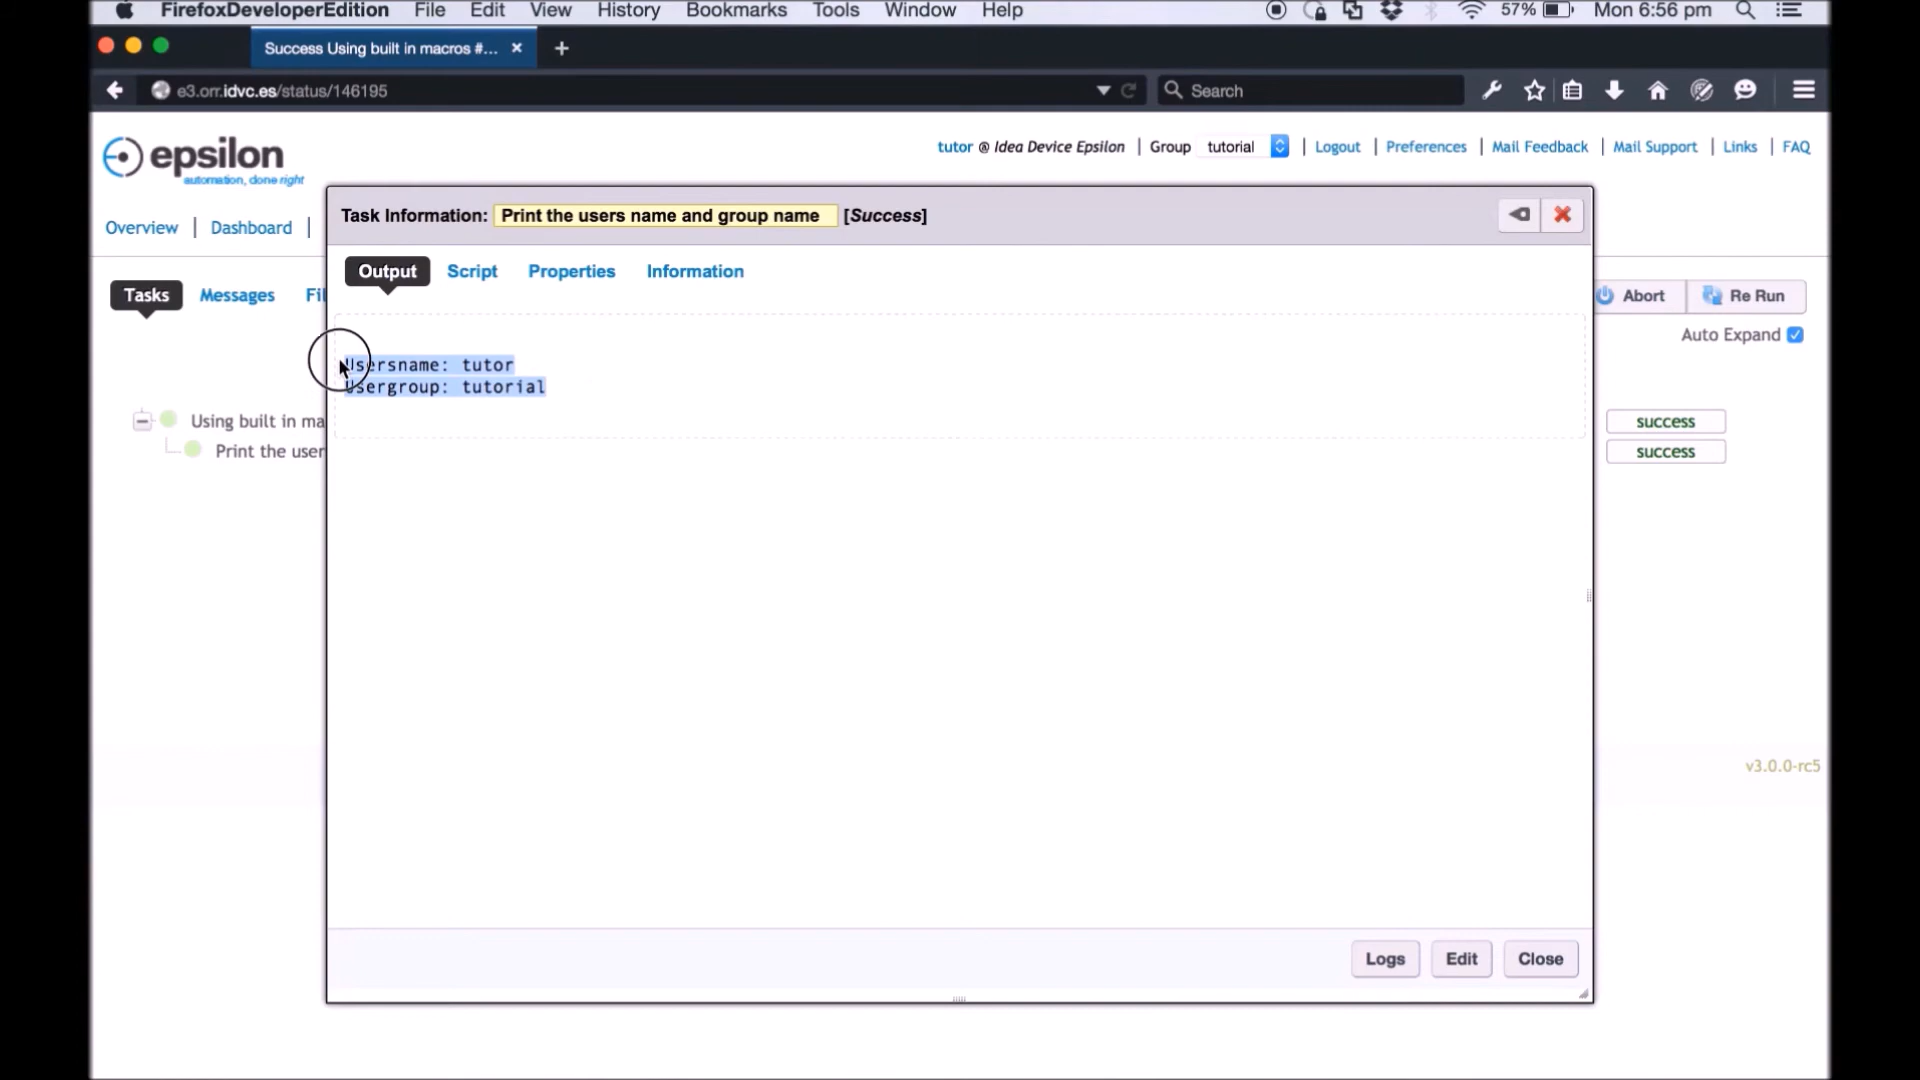 FirefoxDeveloperEdition File Edit View History Bookmarks Tools Window Help 57% Mon 6:56 pm
Success Using built in macros #...
e3.orr.idvc.es/status/146195 Search
epsilon
automation, done right
tutor @ Idea Device Epsilon | Group tutorial | Logout | Preferences | Mail Feedback | Mail Support | Links | FAQ
Overview | Dashboard |
Task Information: Print the users name and group name [Success]
Output Script Properties Information
Tasks Messages Fil
Abort Re Run
Auto Expand
Usersname: tutor
Usergroup: tutorial
Using built in ma success
Print the user success
v3.0.0-rc5
Logs Edit Close